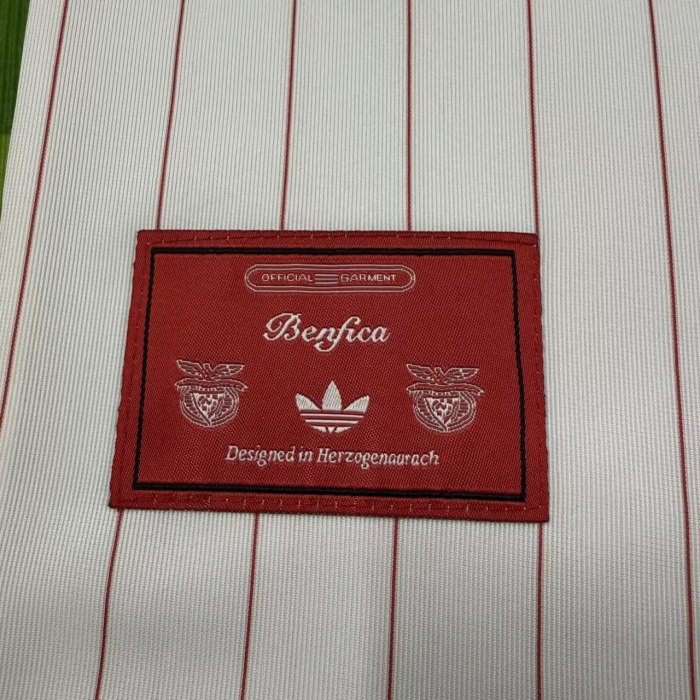 OFFICIAL GARMENT
Benfica
Designed in Herzogenaurach